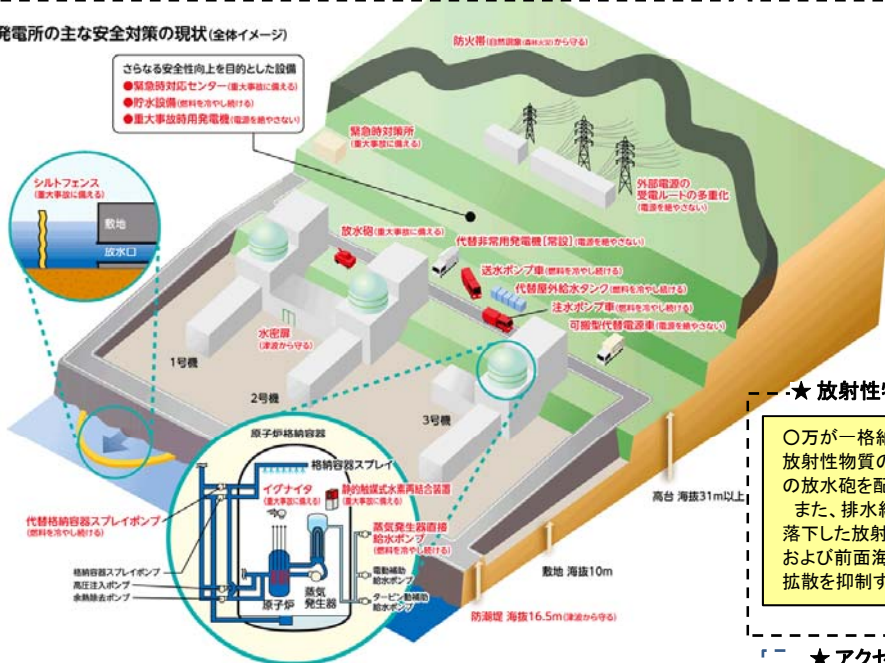 発電所の主な安全対策の現状(全体イメージ)
さらなる安全性向上を目的とした設備
●緊急時対応センター(重大事故に備える)
●貯水設備(燃料を冷やし続ける)
●重大事故時用発電機(電源を絶やさない)
防火帯(自然現象(森林火災)から守る)
緊急時対策所
(重大事故に備える)
外部電源の
受電ルートの多重化
(電源を絶やさない)
シルトフェンス
(重大事故に備える)
敷地
放水口
放水砲(重大事故に備える)
代替非常用発電機[常設](電源を絶やさない)
送水ポンプ車(燃料を冷やし続ける)
代替屋外給水タンク(燃料を冷やし続ける)
注水ポンプ車(燃料を冷やし続ける)
可搬型代替電源車(電源を絶やさない)
水密扉
(津波から守る)
1号機
2号機
3号機
原子炉格納容器
格納容器スプレイ
イグナイタ
(重大事故に備える)
静的触媒式水素再結合装置
(重大事故に備える)
代替格納容器スプレイポンプ
(燃料を冷やし続ける)
蒸気発生器直接
給水ポンプ
(燃料を冷やし続ける)
格納容器スプレイポンプ
高圧注入ポンプ
余熱除去ポンプ
電動補助
給水ポンプ
タービン動補助
給水ポンプ
原子炉
蒸気
発生器
高台 海抜31m以上
敷地 海抜10m
防潮堤 海抜16.5m(津波から守る)
★ 放射性
〇万が一格
放射性物質の
の放水砲を配
また、排水
落下した放射
および前面海
拡散を抑制す
★ アクセ